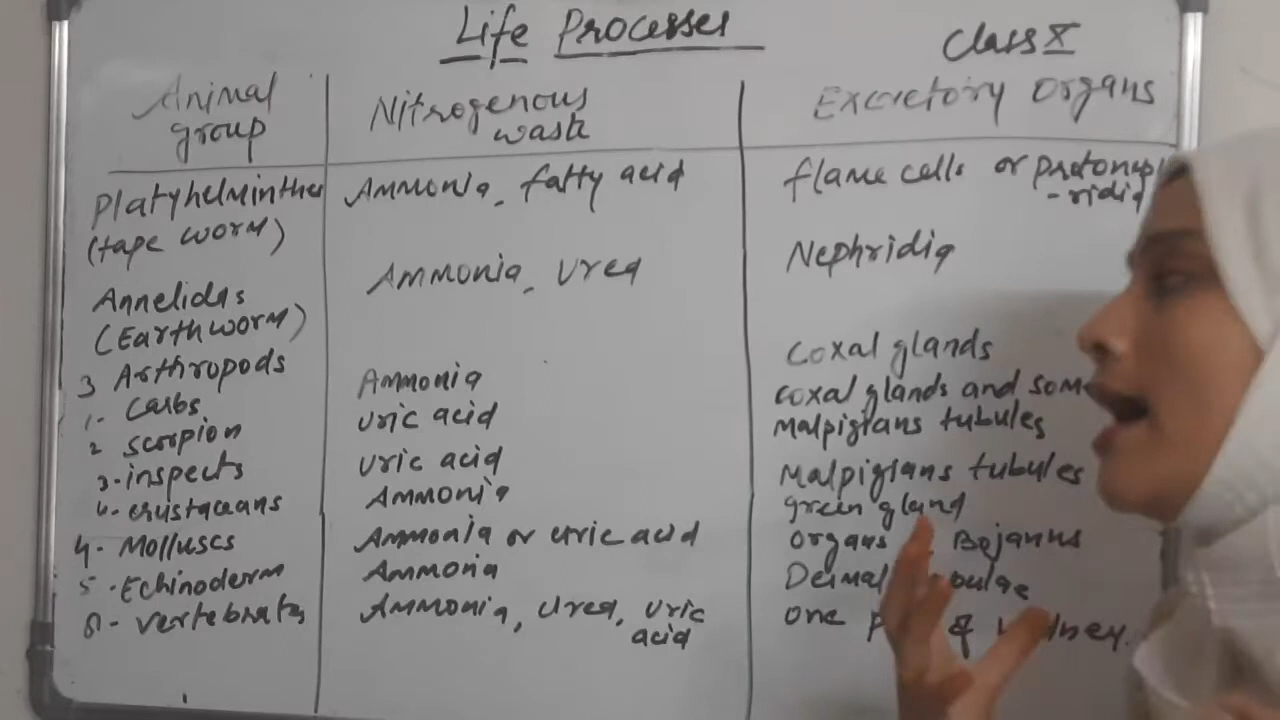 Life Processes
Class X
Animal group
Nitrogenous waste
Excretory Organs
Platyhelminthes
(tape worm)
Ammonia, fatty acid
flame cells or protonep
-ridia
Annelidas
(Earthworm)
Ammonia, Urea
Nephridia
3 Arthropods
coxal glands
1- Carbs
Ammonia
coxal glands and some
2 scorpion
Uric acid
Malpigians tubules
3-inspects
Uric acid
Malpigians tubules
4- crustaceans
Ammonia
green gland
4- Molluscs
Ammonia or uric acid
Organs Bojanus
5-Echinoderm
Ammonia
Dermal
6- vertebrates
Ammonia, Urea, Uric acid
one kidney.